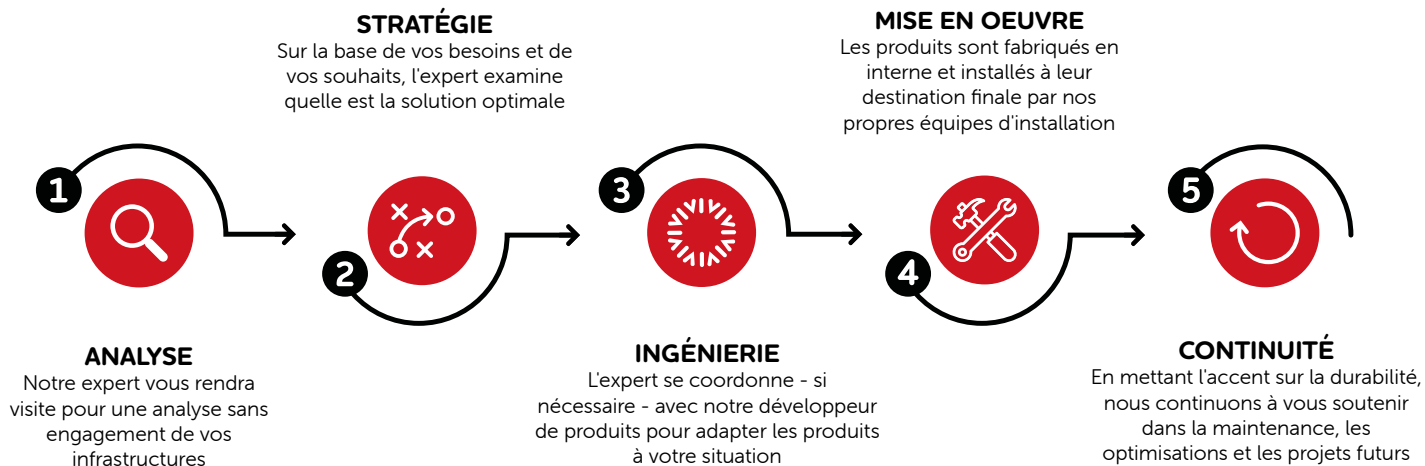 1
ANALYSE
Notre expert vous rendra
visite pour une analyse sans
engagement de vos
infrastructures
2
STRATÉGIE
Sur la base de vos besoins et de
vos souhaits, l'expert examine
quelle est la solution optimale
3
INGÉNIERIE
L'expert se coordonne - si
nécessaire - avec notre développeur
de produits pour adapter les produits
à votre situation
4
MISE EN OEUVRE
Les produits sont fabriqués en
interne et installés à leur
destination finale par nos
propres équipes d'installation
5
CONTINUITÉ
En mettant l'accent sur la durabilité,
nous continuons à vous soutenir
dans la maintenance, les
optimisations et les projets futurs